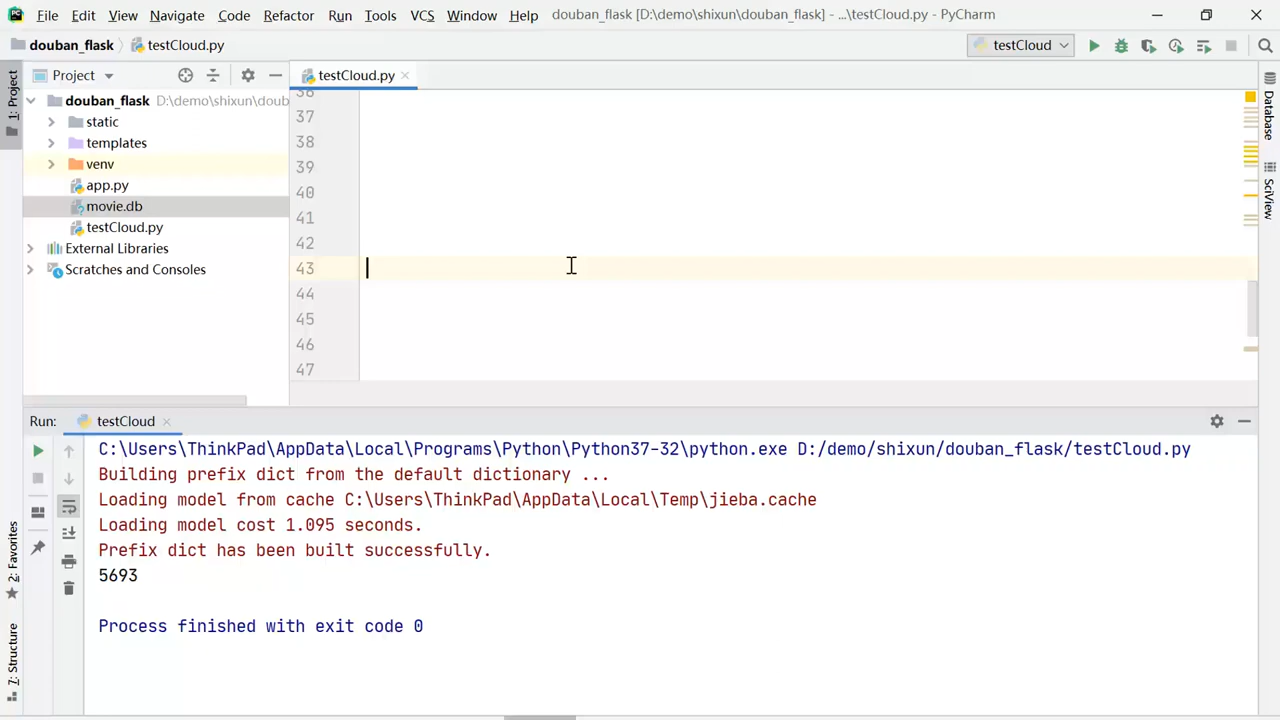 File Edit View Navigate Code Refactor Run Tools VCS Window Help douban_flask [D:\demo\shixun\douban_flask] - ...\testCloud.py - PyCharm
douban_flask testCloud.py testCloud
1: Project
Project
testCloud.py
douban_flask D:\demo\shixun\doub
static
templates
venv
app.py
movie.db
testCloud.py
External Libraries
Scratches and Consoles
36
37
38
39
40
41
42
43
44
45
46
47
Database
SciView
Run: testCloud
C:\Users\ThinkPad\AppData\Local\Programs\Python\Python37-32\python.exe D:/demo/shixun/douban_flask/testCloud.py
Building prefix dict from the default dictionary ...
Loading model from cache C:\Users\ThinkPad\AppData\Local\Temp\jieba.cache
Loading model cost 1.095 seconds.
Prefix dict has been built successfully.
5693
Process finished with exit code 0
2: Favorites
7: Structure